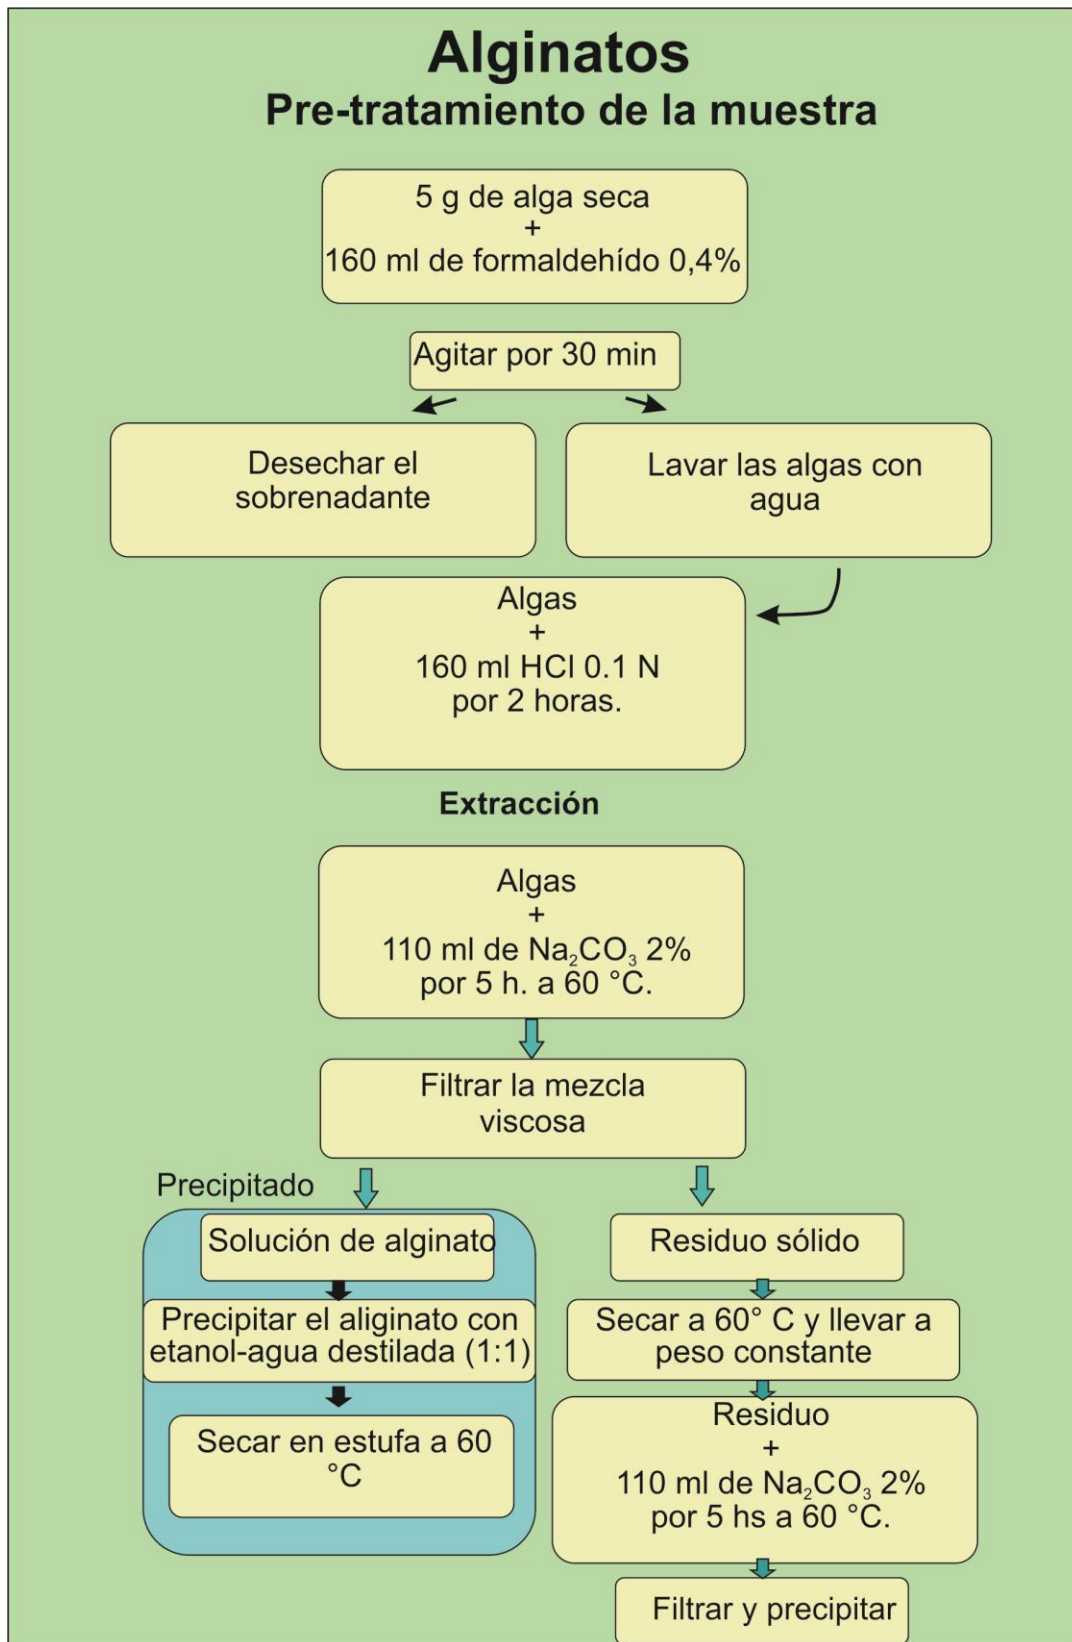 Alginatos
Pre-tratamiento de la muestra
5 g de alga seca
+
160 ml de formaldehído 0,4%
Agitar por 30 min
Desechar el
sobrenadante
Lavar las algas con
agua
Algas
+
160 ml HCl 0.1 N
por 2 horas.
Extracción
Algas
+
110 ml de Na₂CO₃ 2%
por 5 h. a 60 °C.
Filtrar la mezcla
viscosa
Precipitado
Solución de alginato
Precipitar el aliginato con
etanol-agua destilada (1:1)
Secar en estufa a 60
°C
Residuo sólido
Secar a 60° C y llevar a
peso constante
Residuo
+
110 ml de Na₂CO₃ 2%
por 5 hs a 60 °C.
Filtrar y precipitar